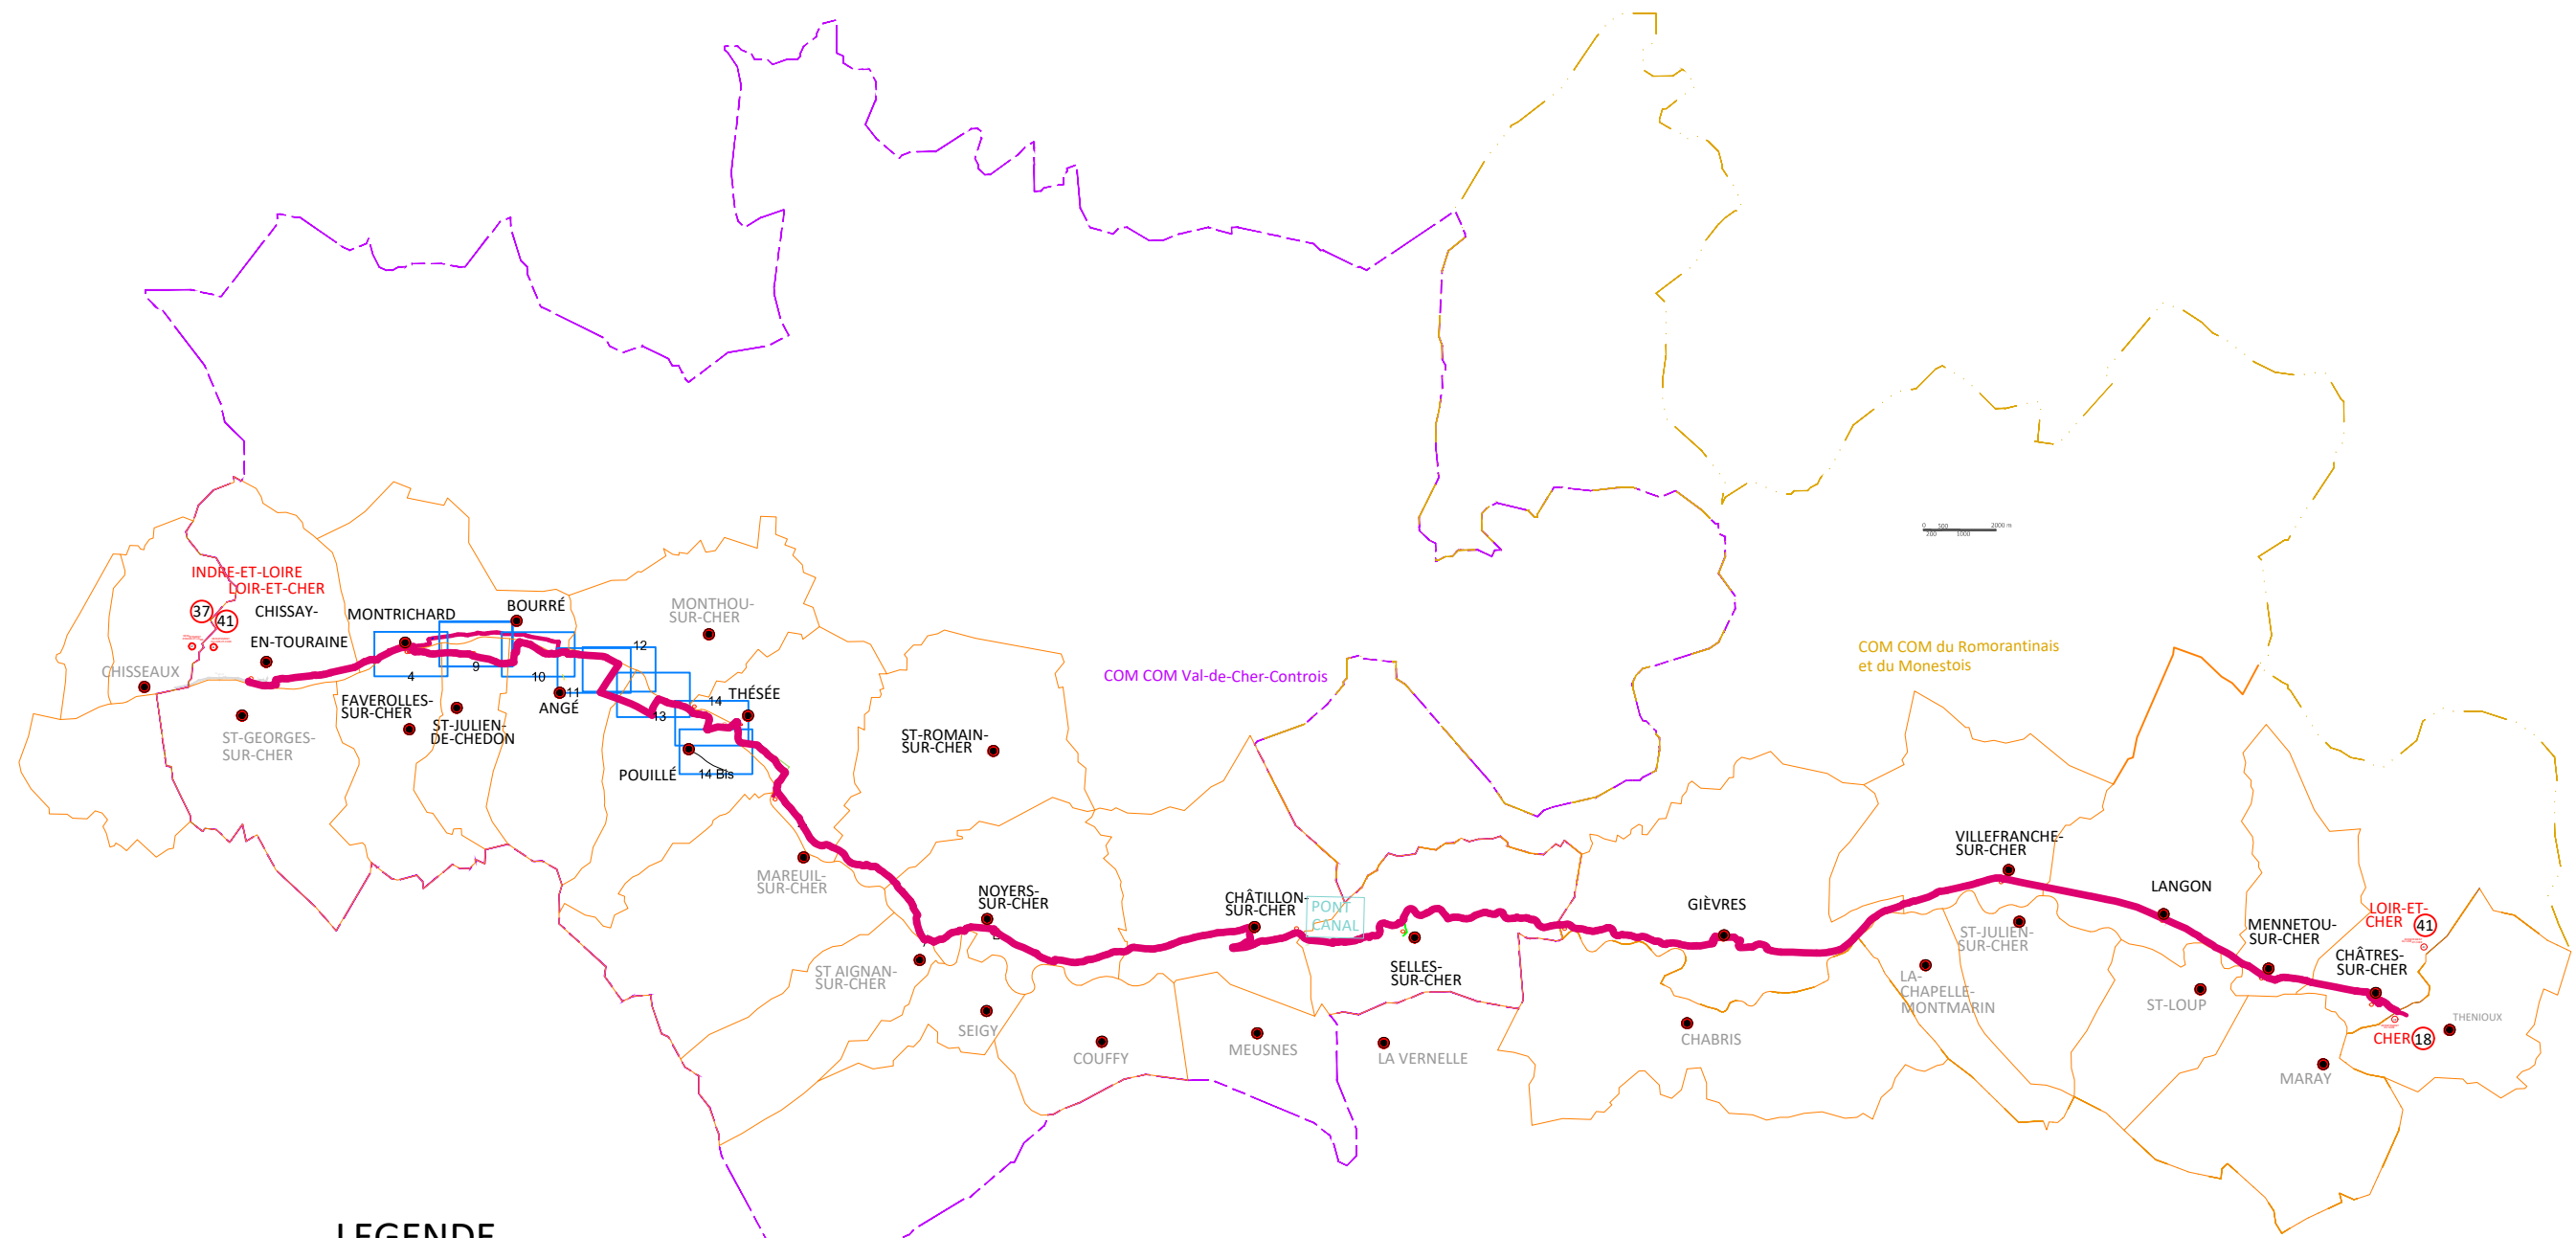 0 500 2000 m
200 1000
INDRE-ET-LOIRE
LOIR-ET-CHER
37
41
CHISSAY-
EN-TOURAINE
MONTRICHARD
BOURRÉ
MONTHOU-
SUR-CHER
CHISSEAUX
4
9
10
11
12
13
14
14 Bis
FAVEROLLES-
SUR-CHER
ST-JULIEN-
DE-CHEDON
ANGÉ
THÉSÉE
POUILLÉ
ST-GEORGES-
SUR-CHER
ST-ROMAIN-
SUR-CHER
COM COM Val-de-Cher-Controis
COM COM du Romorantinais
et du Monestois
MAREUIL-
SUR-CHER
NOYERS-
SUR-CHER
CHÂTILLON-
SUR-CHER
PONT
CANAL
GIÈVRES
VILLEFRANCHE-
SUR-CHER
LANGON
LOIR-ET-
CHER
41
MENNETOU-
SUR-CHER
CHÂTRES-
SUR-CHER
ST AIGNAN-
SUR-CHER
SELLES-
SUR-CHER
ST-JULIEN-
SUR-CHER
LA-
CHAPELLE-
MONTMARIN
ST-LOUP
THENIOUX
SEIGY
COUFFY
MEUSNES
LA VERNELLE
CHABRIS
CHER 18
MARAY
LEGENDE